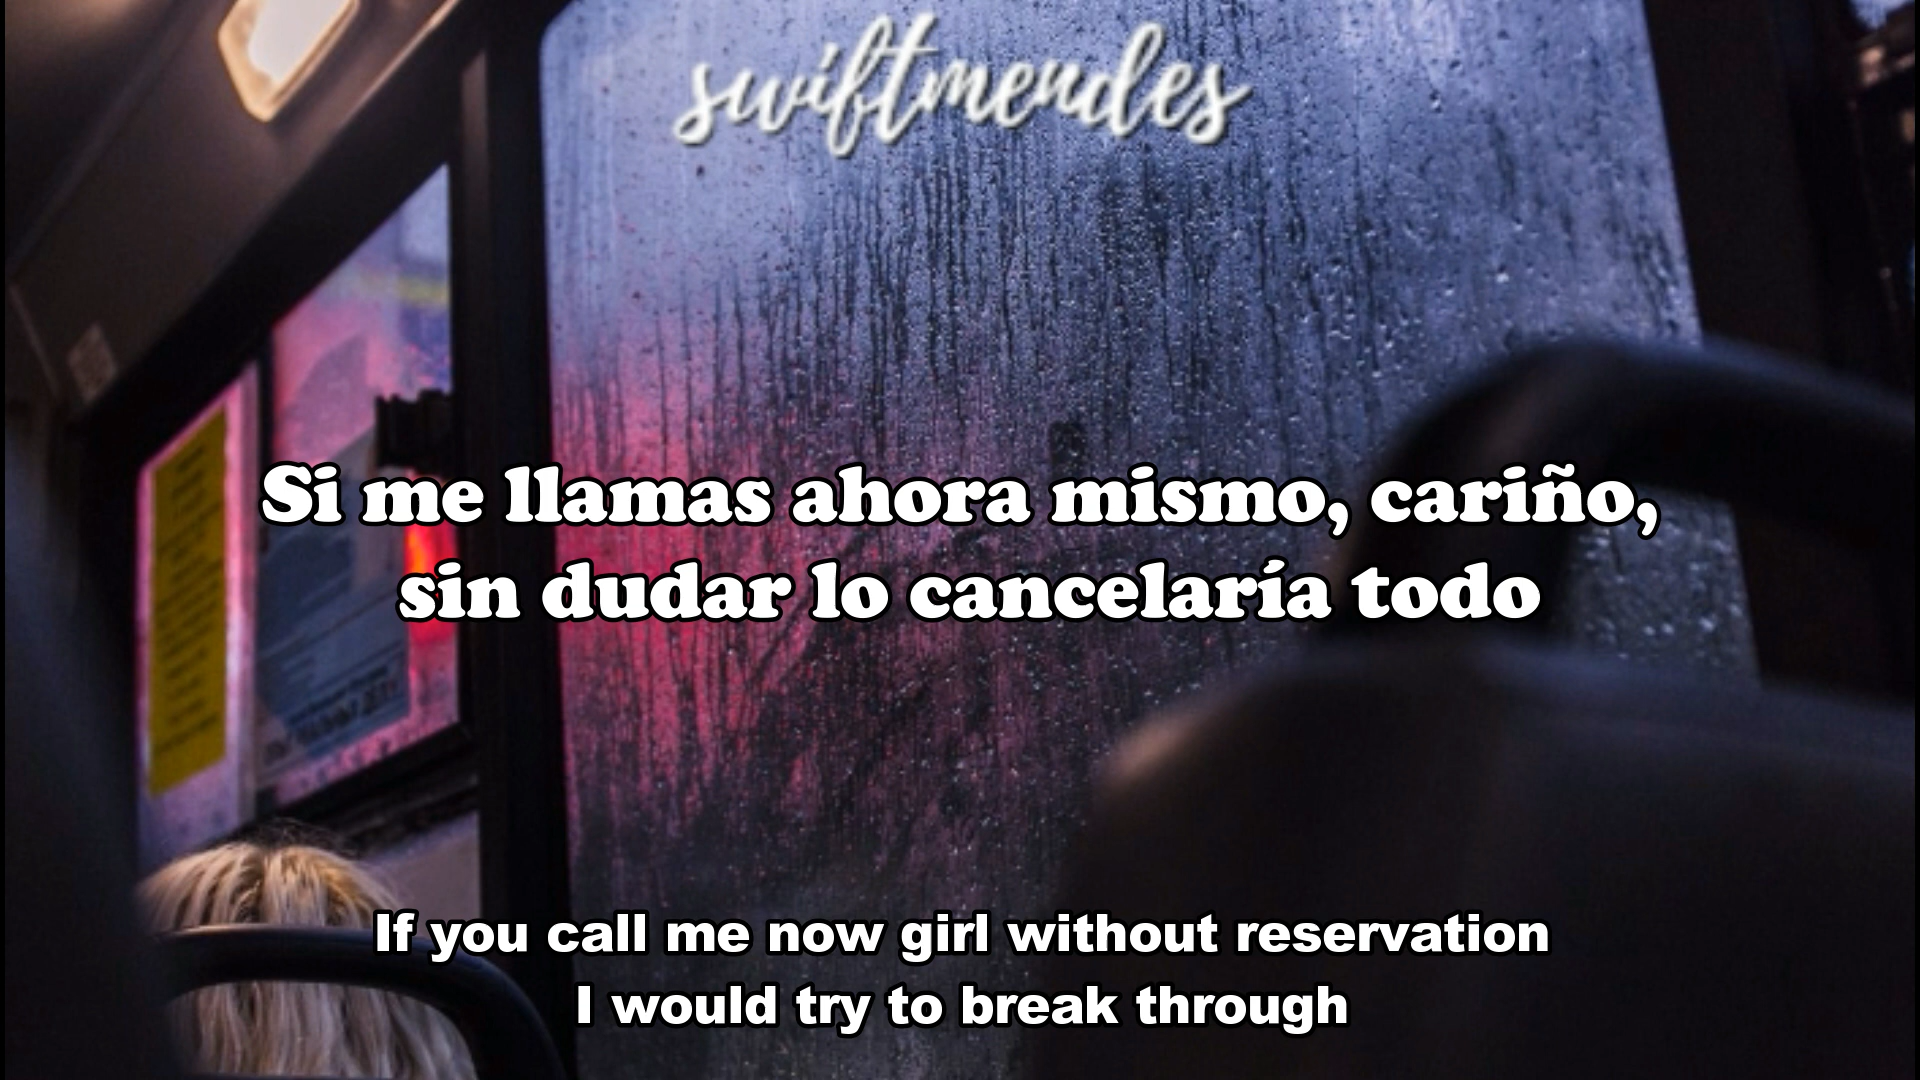 swiftmendes
Si me llamas ahora mismo, cariño,
sin dudar lo cancelaría todo
If you call me now girl without reservation
I would try to break through